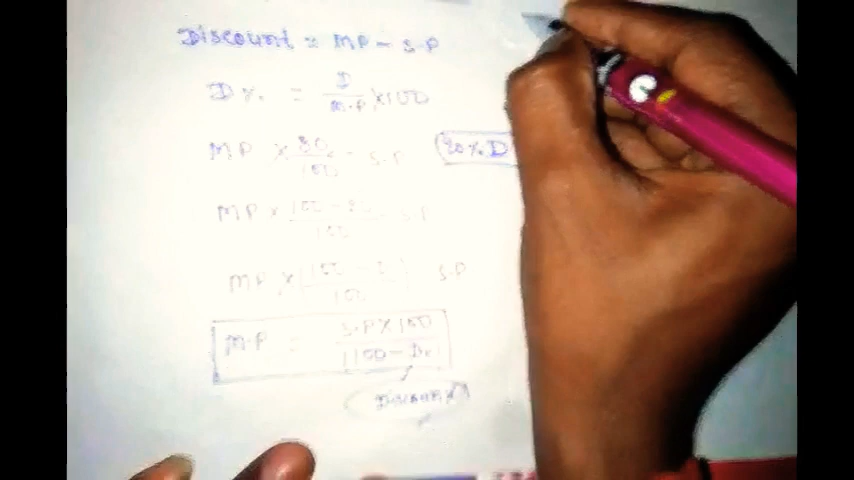 Discount = MP - S.P
D% = D/M.P × 100
MP × 80/100 = S.P 20% D
MP × 100 - 20/100 = S.P
MP × (100 - D%)/100 S.P
M.P = S.P × 100/(100 - D%)
Discount%